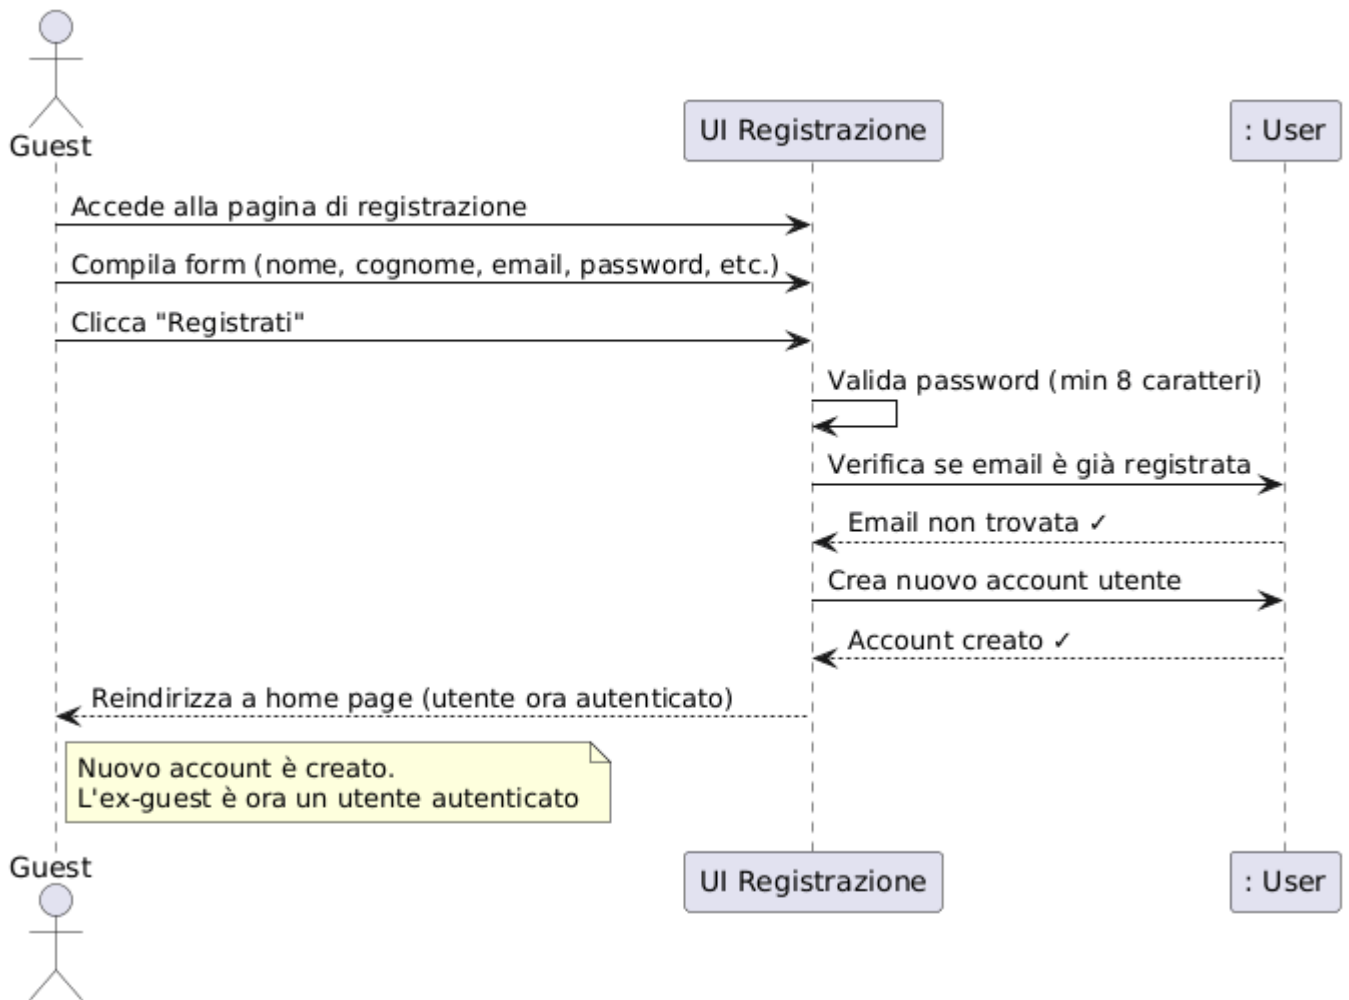 Guest
UI Registrazione
: User
Accede alla pagina di registrazione
Compila form (nome, cognome, email, password, etc.)
Clicca "Registrati"
Valida password (min 8 caratteri)
Verifica se email è già registrata
Email non trovata ✓
Crea nuovo account utente
Account creato ✓
Reindirizza a home page (utente ora autenticato)
Nuovo account è creato.
L'ex-guest è ora un utente autenticato
Guest
UI Registrazione
: User